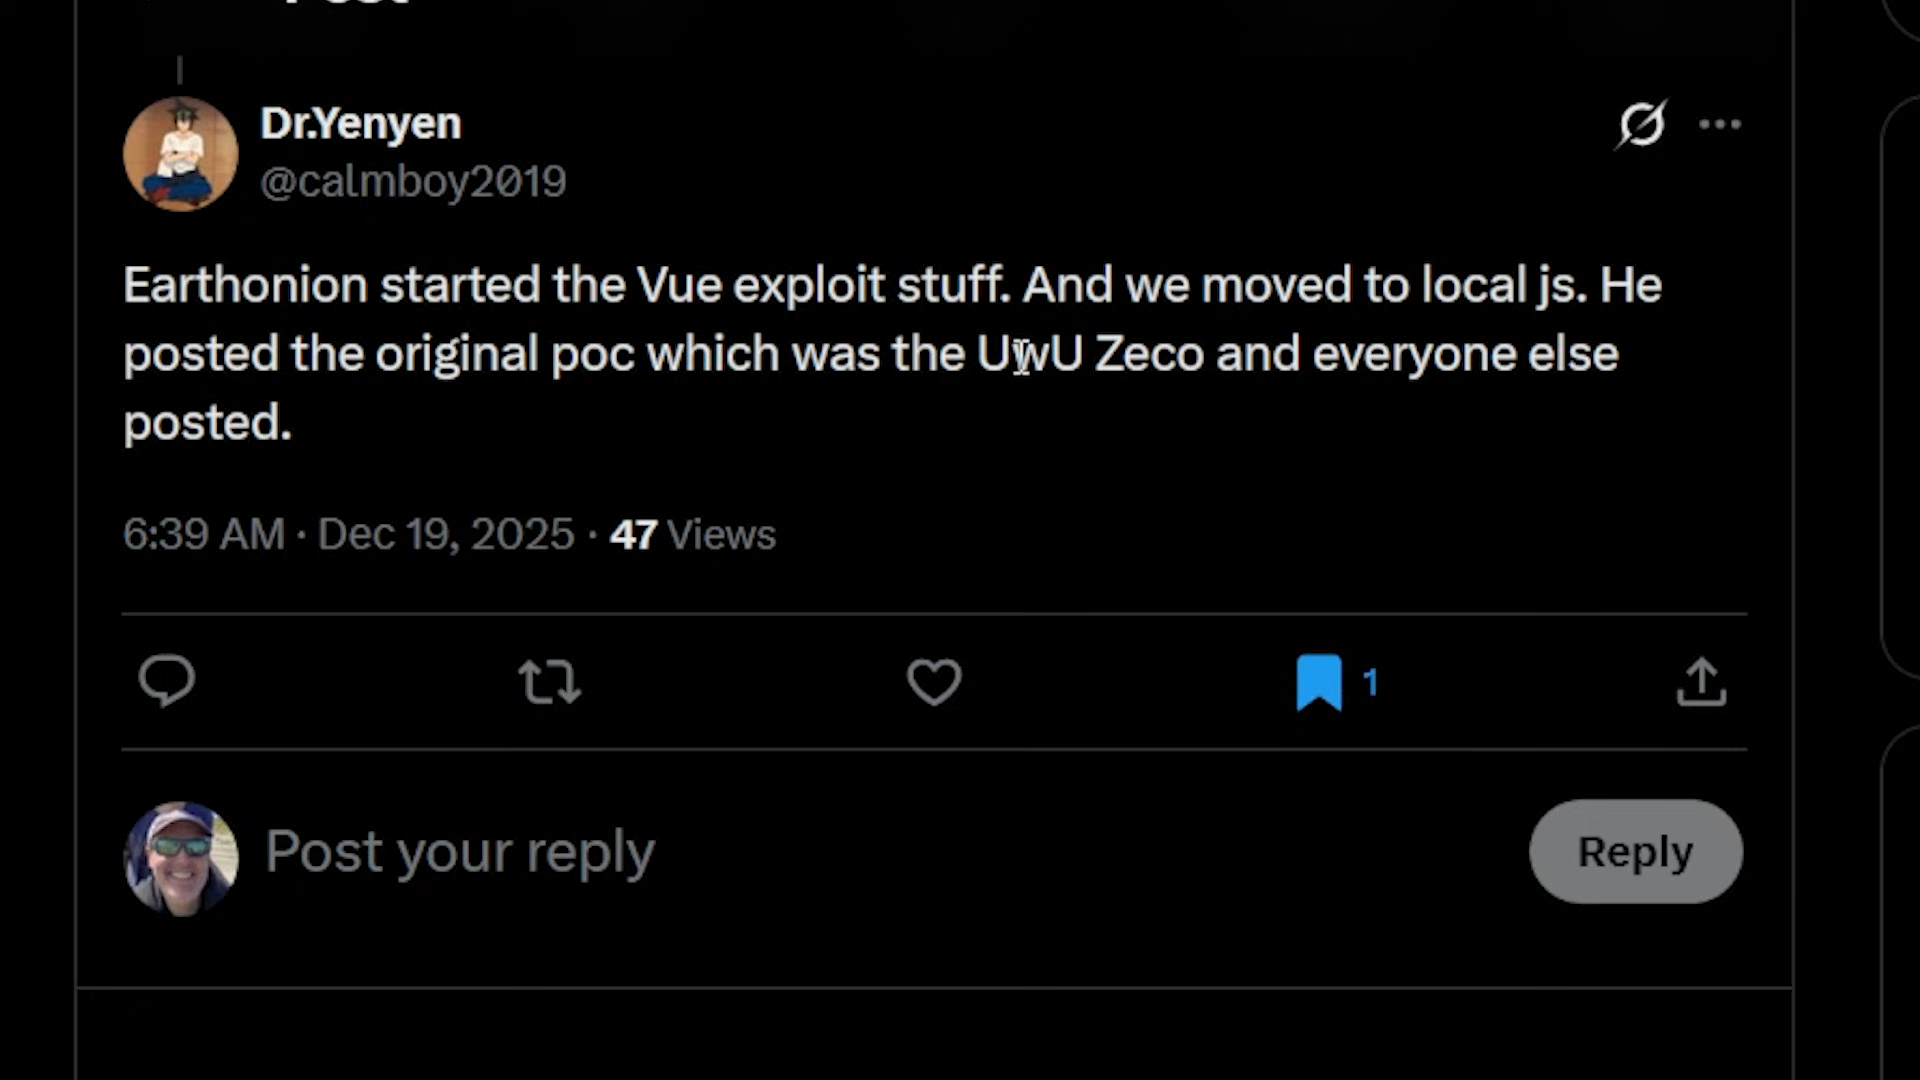 Dr.Yenyen
@calmboy2019
Earthonion started the Vue exploit stuff. And we moved to local js. He
posted the original poc which was the UwU Zeco and everyone else
posted.
6:39 AM · Dec 19, 2025 · 47 Views
1
Post your reply
Reply